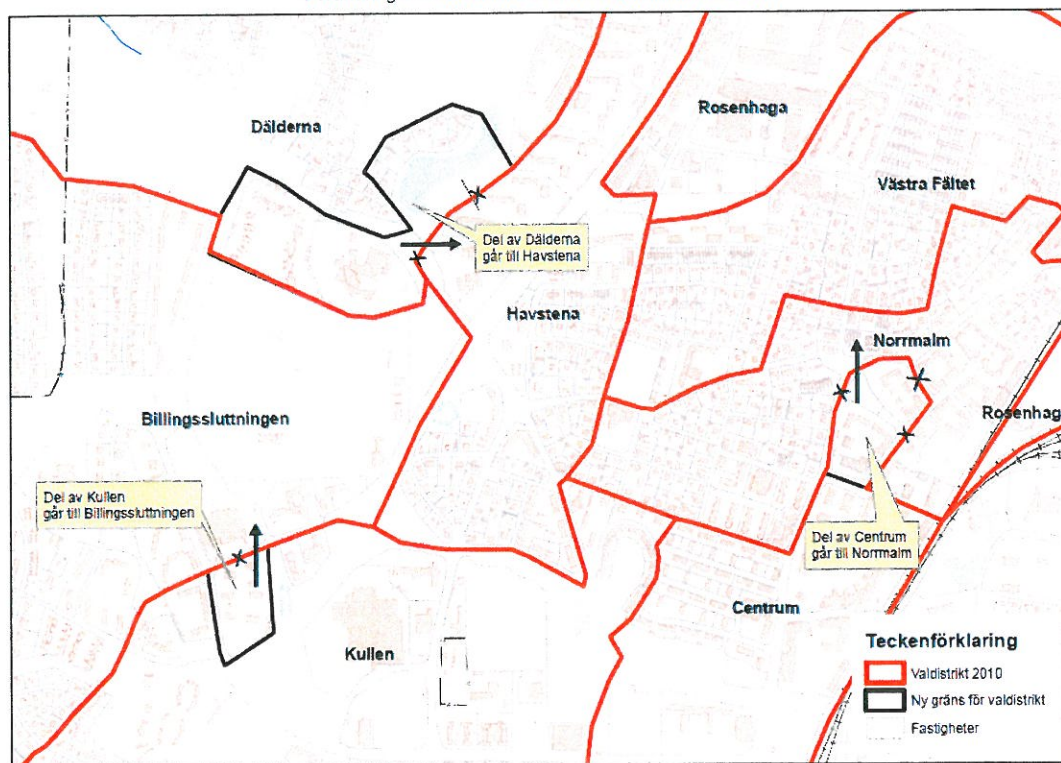 Dälderna
Rosenhaga
Västra Fältet
Del av Dälderna
går till Havstena
Havstena
Norrmalm
Billingssluttningen
Rosenhag
Del av Kullen
går till Billingssluttningen
Del av Centrum
går till Norrmalm
Centrum
Kullen
Teckenförklaring
Valdistrikt 2010
Ny gräns för valdistrikt
Fastigheter